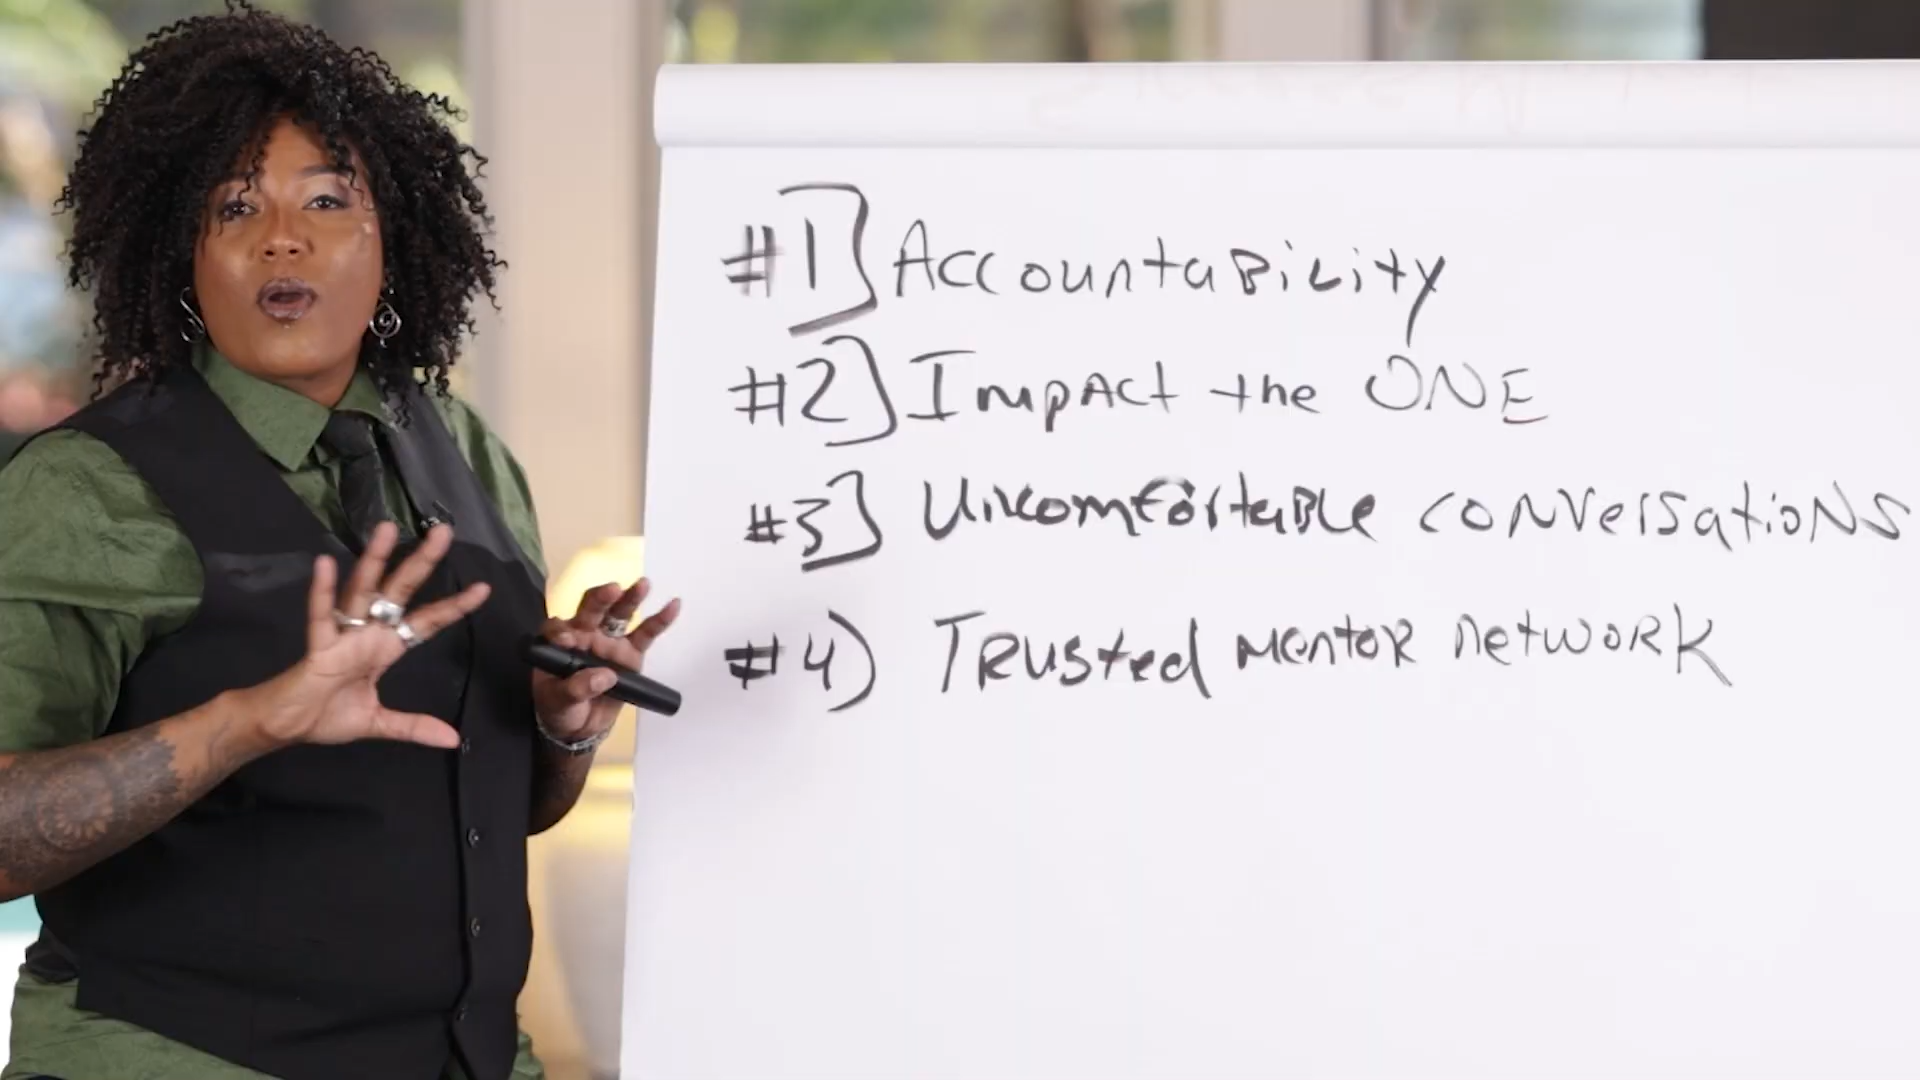 #1] Accountability
#2] Impact the ONE
#3] Uncomfortable conversations
#4) Trusted mentor network